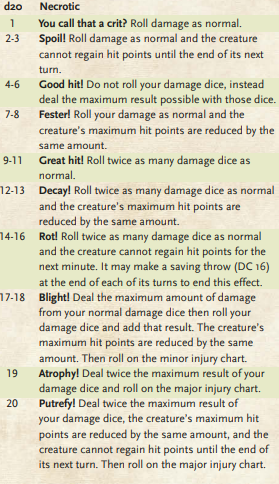 dzo Necrotic
1 You call that a crit? Roll damage as normal.
2-3 Spoil! Roll damage as normal and the creature
cannot regain hit points until the end of its next
turn.
4-6 Good hit! Do not roll your damage dice, instead
deal the maximum result possible with those dice.
7-8 Fester! Roll your damage as normal and the
creature's maximum hit points are reduced by the
same amount.
9-11 Great hit! Roll twice as many damage dice as
normal.
12-13 Decay! Roll twice as many damage dice as normal
and the creature's maximum hit points are
reduced by the same amount.
14-16 Rot! Roll twice as many damage dice as normal
and the creature cannot regain hit points for the
next minute. It may make a saving throw (DC 16)
at the end of each of its turns to end this effect.
17-18 Blight! Deal the maximum amount of damage
from your normal damage dice then roll your
damage dice and add that result. The creature's
maximum hit points are reduced by the same
amount. Then roll on the minor injury chart.
19 Atrophy! Deal twice the maximum result of your
damage dice and roll on the major injury chart.
20 Putrefy! Deal twice the maximum result of
your damage dice, the creature's maximum hit
points are reduced by the same amount, and the
creature cannot regain hit points until the end of
its next turn. Then roll on the major injury chart.